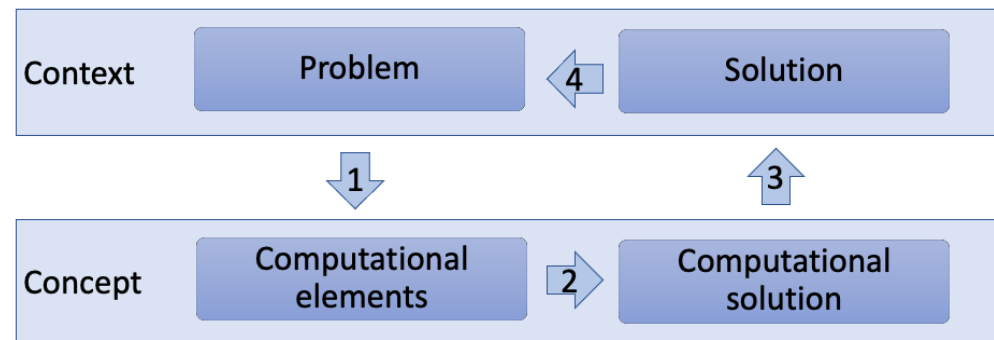 Context
Problem
4
Solution
1
3
Concept
Computational
elements
2
Computational
solution